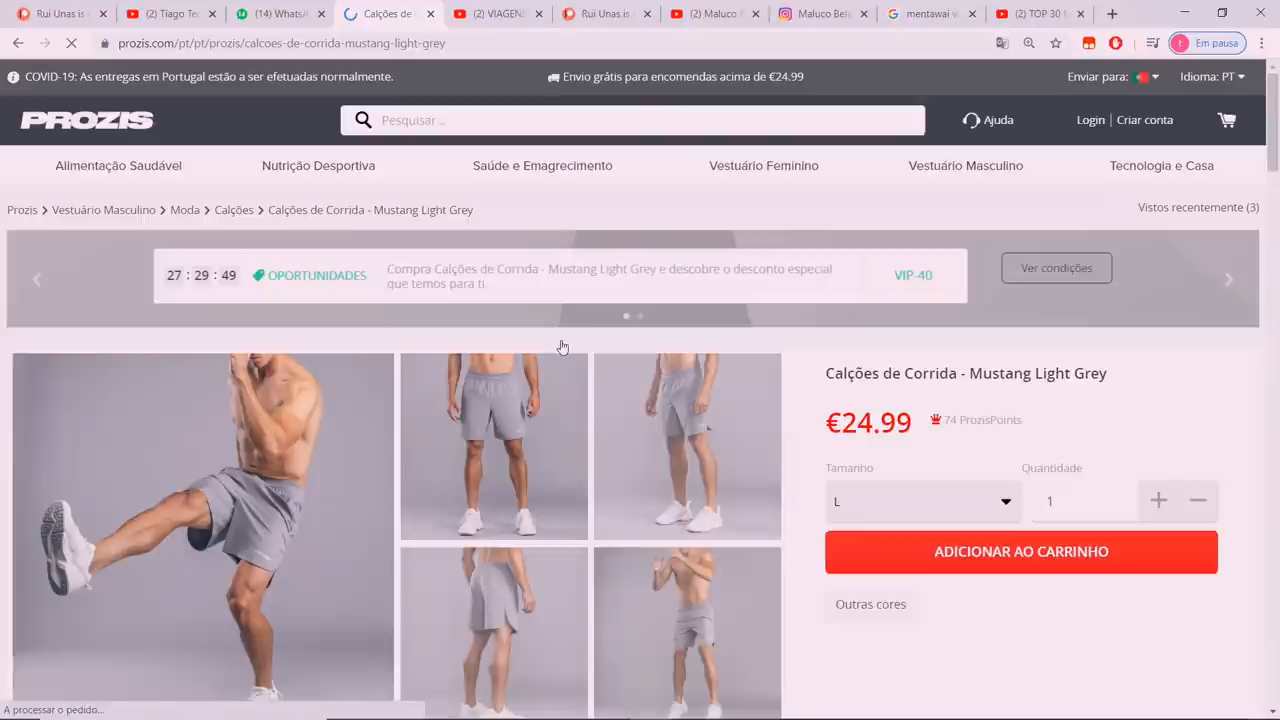 Rui Unas is
(2) Tiago Te
(14) Whats
Calções de
(2) VIAGENS
Rui Unas is
(2) Maluco
Maluco Bel
mentawai
(2) TOP 30
prozis.com/pt/pt/prozis/calcoes-de-corrida-mustang-light-grey
Em pausa
COVID-19: As entregas em Portugal estão a ser efetuadas normalmente.
Envio grátis para encomendas acima de €24.99
Enviar para:
Idioma: PT
PROZIS
Pesquisar ...
Ajuda
Login | Criar conta
Alimentação Saudável
Nutrição Desportiva
Saúde e Emagrecimento
Vestuário Feminino
Vestuário Masculino
Tecnologia e Casa
Prozis > Vestuário Masculino > Moda > Calções > Calções de Corrida - Mustang Light Grey
Vistos recentemente (3)
27 : 29 : 49
OPORTUNIDADES
Compra Calções de Corrida - Mustang Light Grey e descobre o desconto especial
que temos para ti.
VIP-40
Ver condições
Calções de Corrida - Mustang Light Grey
€24.99
74 ProzisPoints
Tamanho
Quantidade
L
1
ADICIONAR AO CARRINHO
Outras cores
A processar o pedido...